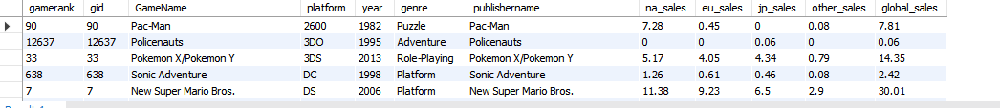 gamerank gid GameName platform year genre publishername na_sales eu_sales jp_sales other_sales global_sales
90 90 Pac-Man 2600 1982 Puzzle Pac-Man 7.28 0.45 0 0.08 7.81
12637 12637 Policenauts 3DO 1995 Adventure Policenauts 0 0 0.06 0 0.06
33 33 Pokemon X/Pokemon Y 3DS 2013 Role-Playing Pokemon X/Pokemon Y 5.17 4.05 4.34 0.79 14.35
638 638 Sonic Adventure DC 1998 Platform Sonic Adventure 1.26 0.61 0.46 0.08 2.42
7 7 New Super Mario Bros. DS 2006 Platform New Super Mario Bros. 11.38 9.23 6.5 2.9 30.01